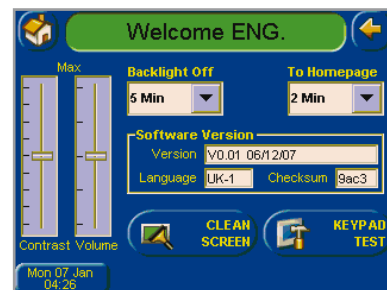 Welcome ENG.
Max
Backlight Off
To Homepage
5 Min
2 Min
Software Version
Version V0.01 06/12/07
Language UK-1 Checksum 9ac3
CLEAN
SCREEN
KEYPAD
TEST
Contrast Volume
Mon 07 Jan
04:26